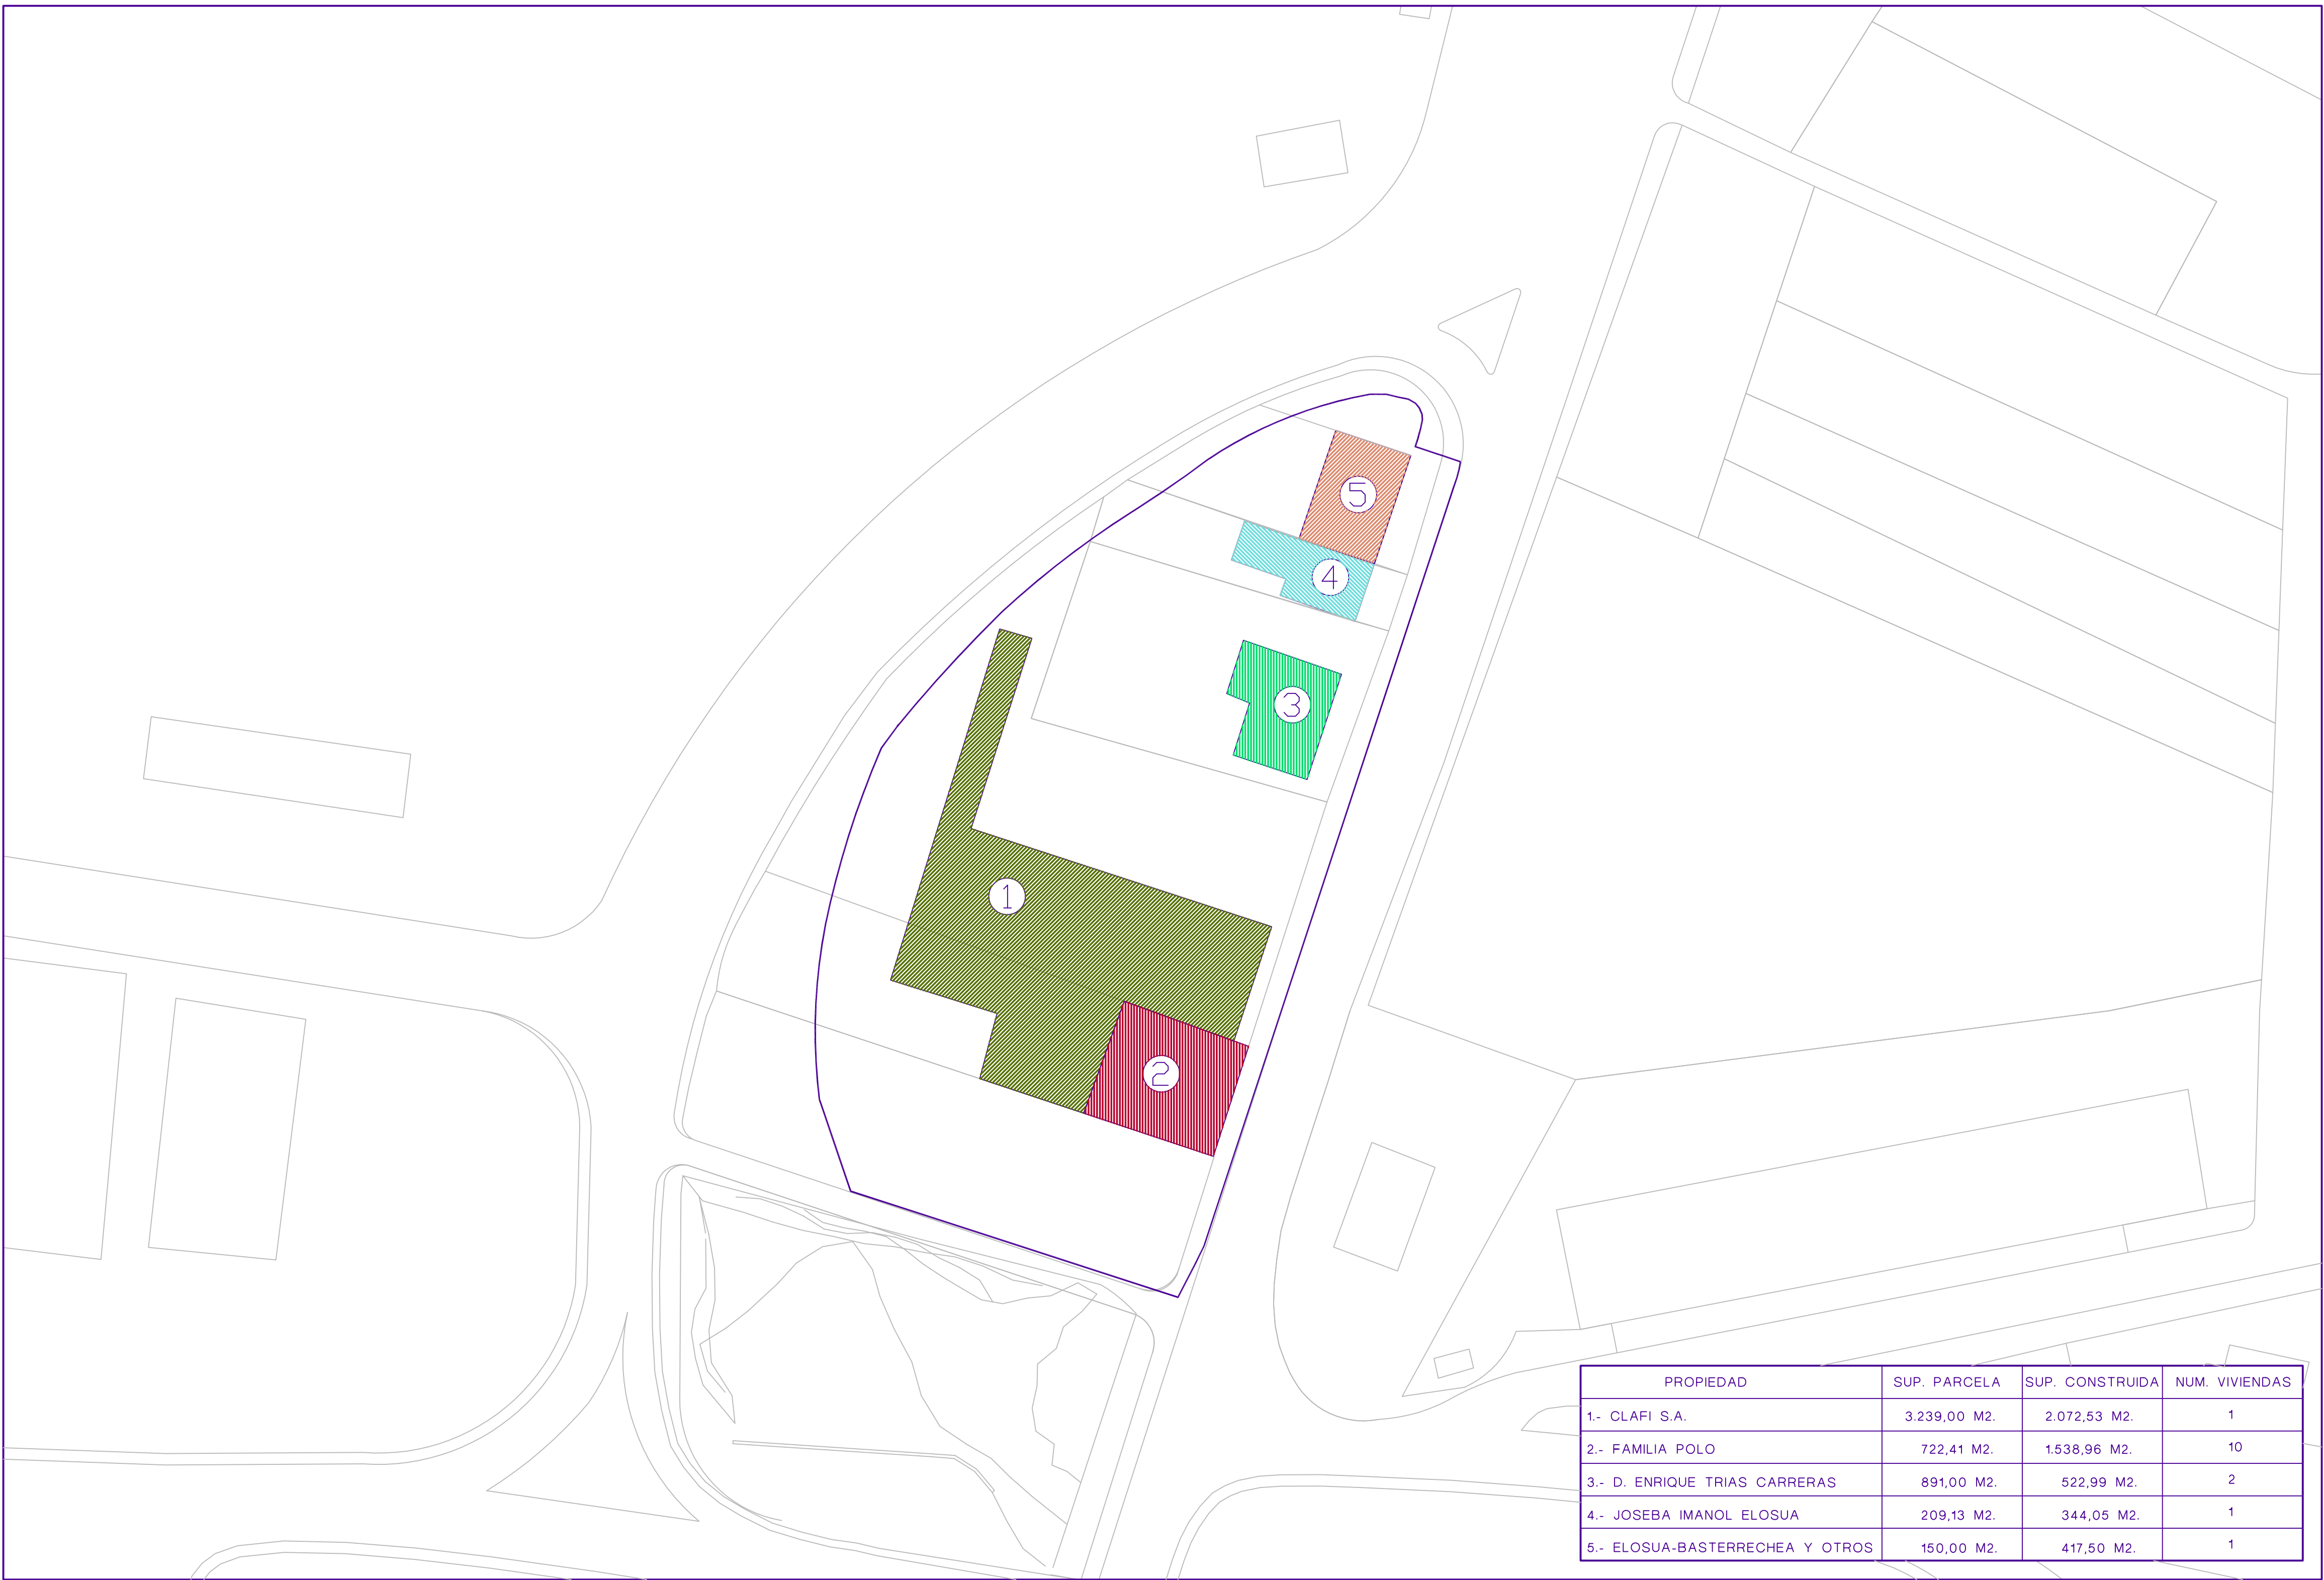 5
4
3
1
2
PROPIEDAD SUP. PARCELA SUP. CONSTRUIDA NUM. VIVIENDAS
1.- CLAFI S.A. 3.239,00 M2. 2.072,53 M2. 1
2.- FAMILIA POLO 722,41 M2. 1.538,96 M2. 10
3.- D. ENRIQUE TRIAS CARRERAS 891,00 M2. 522,99 M2. 2
4.- JOSEBA IMANOL ELOSUA 209,13 M2. 344,05 M2. 1
5.- ELOSUA-BASTERRECHEA Y OTROS 150,00 M2. 417,50 M2. 1